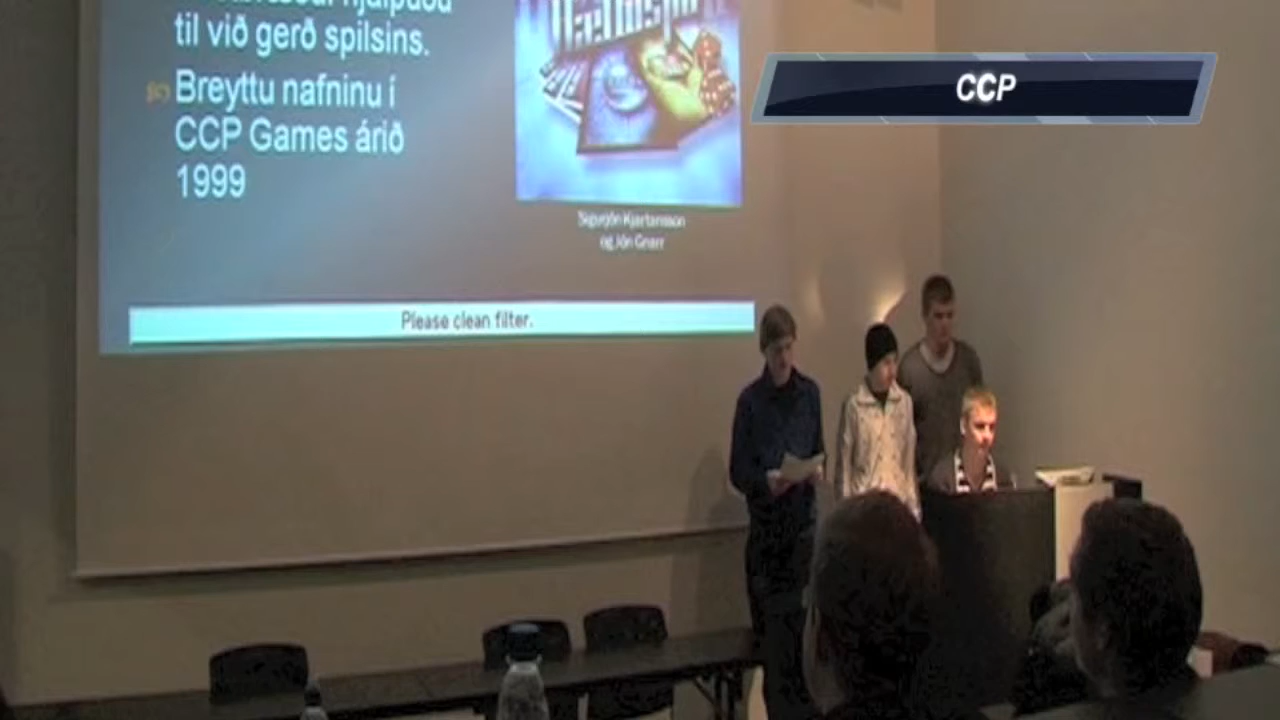 til við gerð spilsins.
Breyttu nafninu í
CCP Games árið
1999
Sigurjón Kjartansson
og Jón Gnarr
Please clean filter.
CCP